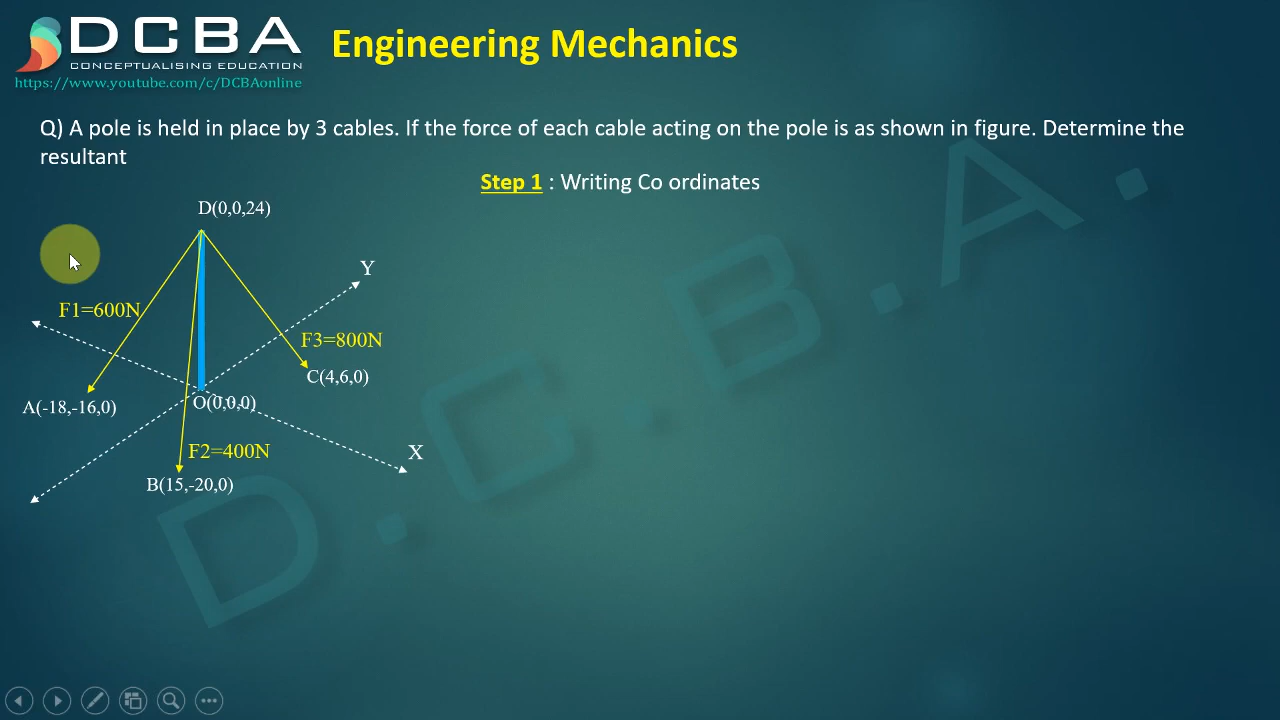 DCBA
CONCEPTUALISING EDUCATION
https://www.youtube.com/c/DCBAonline
Engineering Mechanics
Q) A pole is held in place by 3 cables. If the force of each cable acting on the pole is as shown in figure. Determine the
resultant
Step 1 : Writing Co ordinates
D(0,0,24)
Y
F1=600N
F3=800N
C(4,6,0)
A(-18,-16,0)
O(0,0,0)
F2=400N
X
B(15,-20,0)
D.C.B.A.